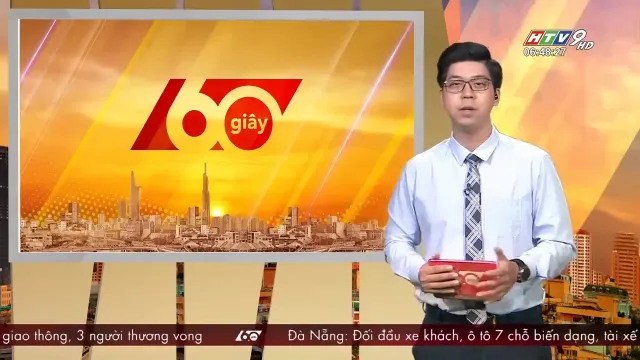 HTV9 HD
06:48:27
60 giây
giao thông, 3 người thương vong 60 Đà Nẵng: Đối đầu xe khách, ô tô 7 chỗ biến dạng, tài xế